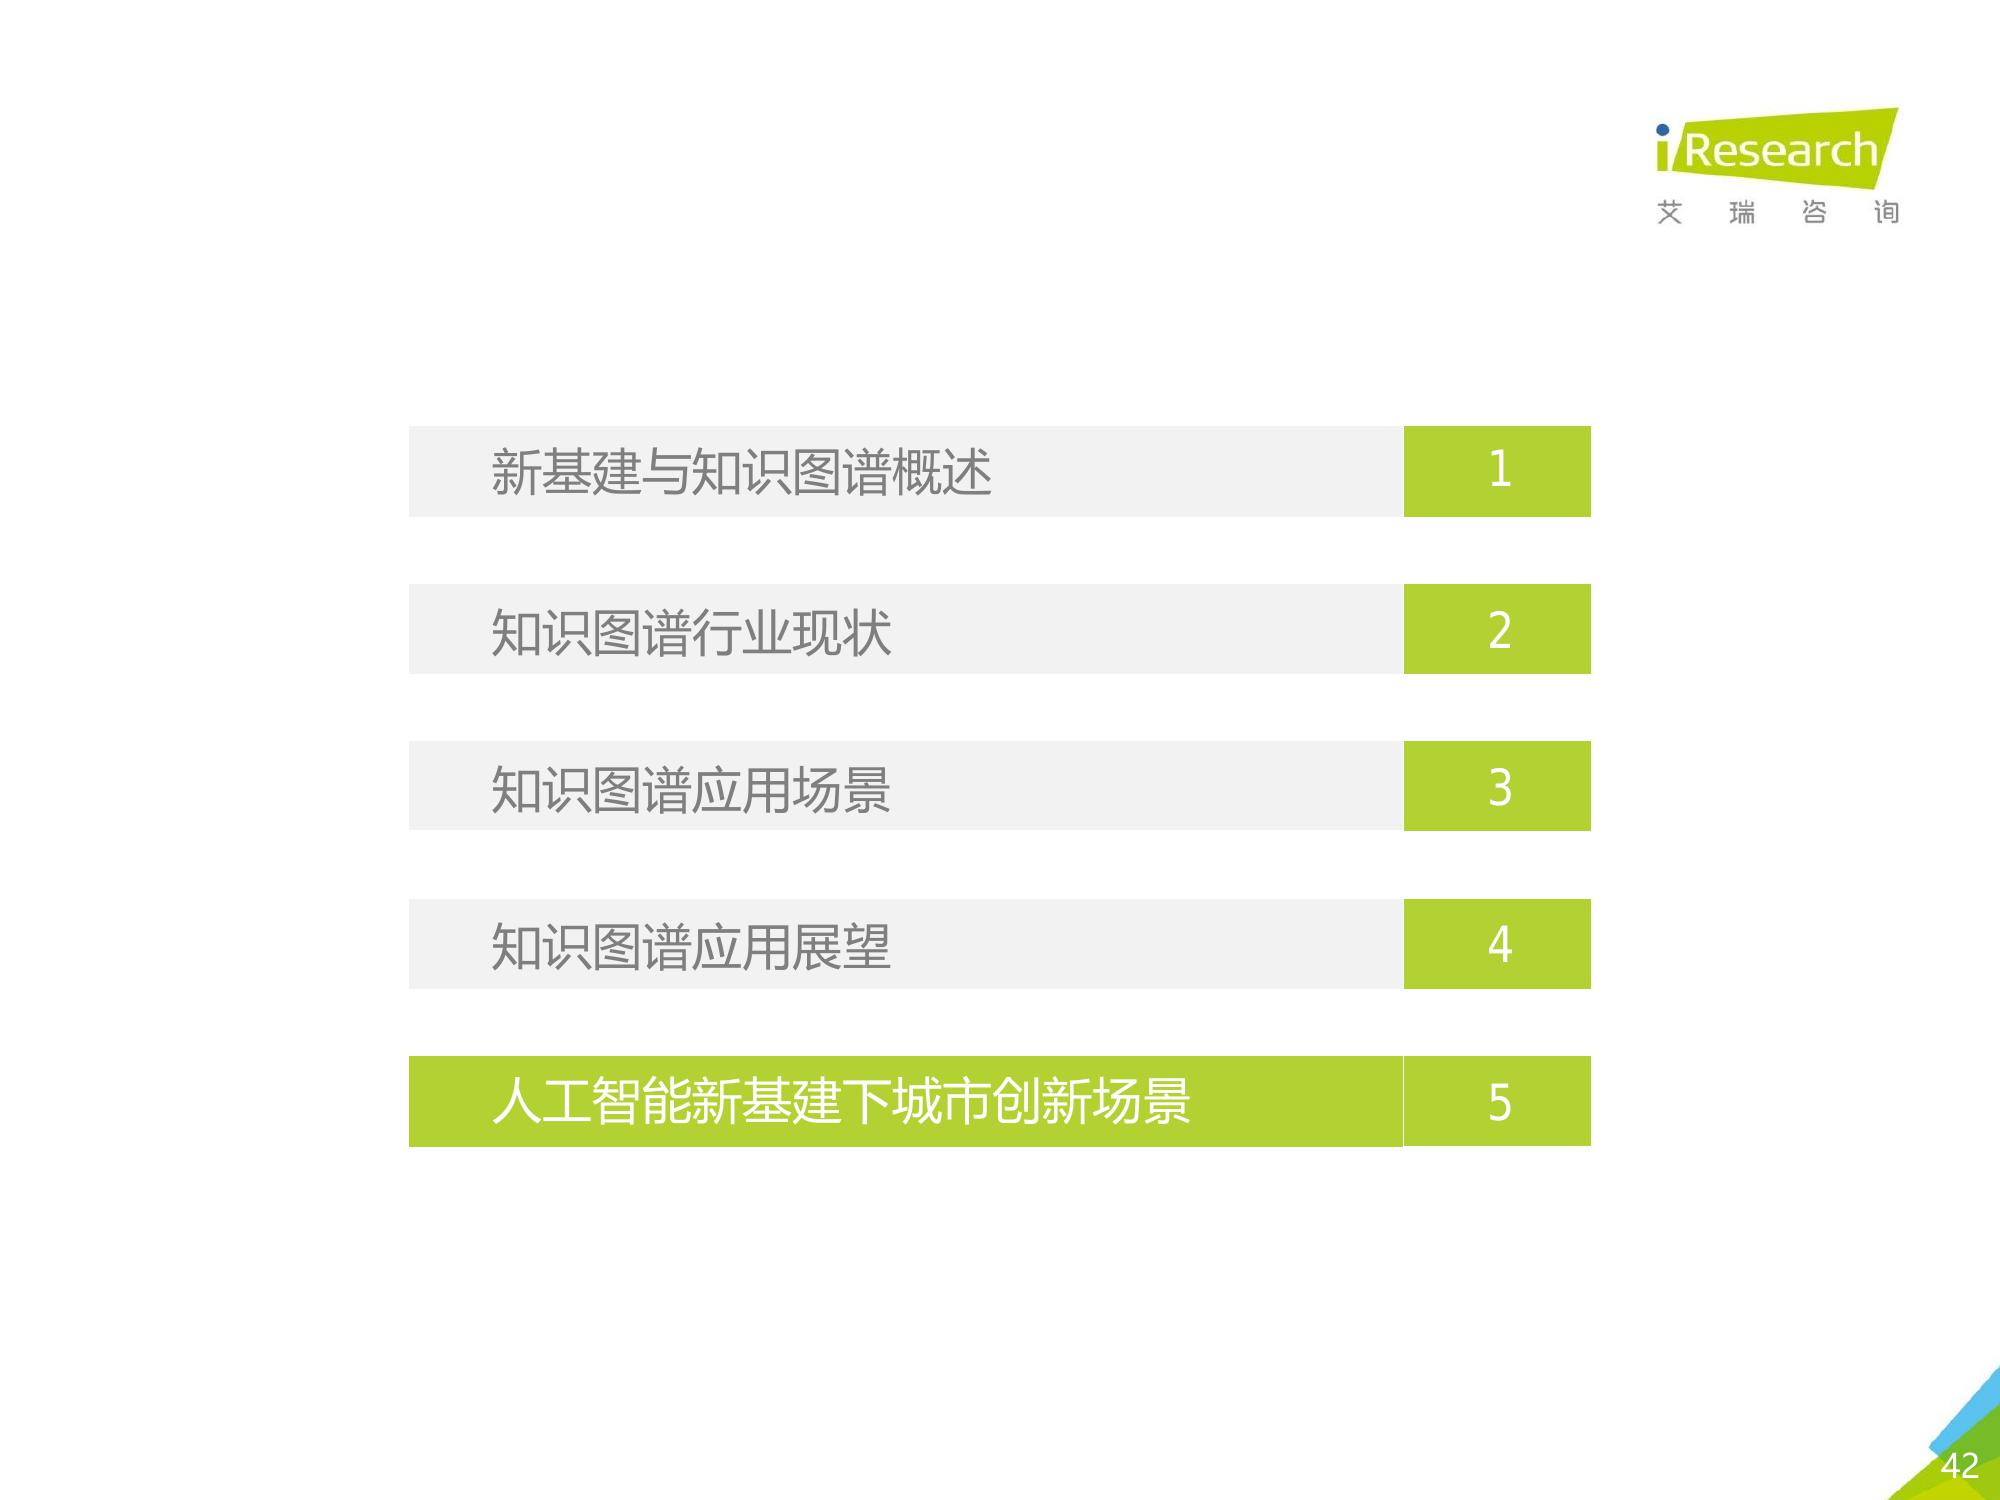 iResearch
艾瑞咨询
新基建与知识图谱概述 1
知识图谱行业现状 2
知识图谱应用场景 3
知识图谱应用展望 4
人工智能新基建下城市创新场景 5
42